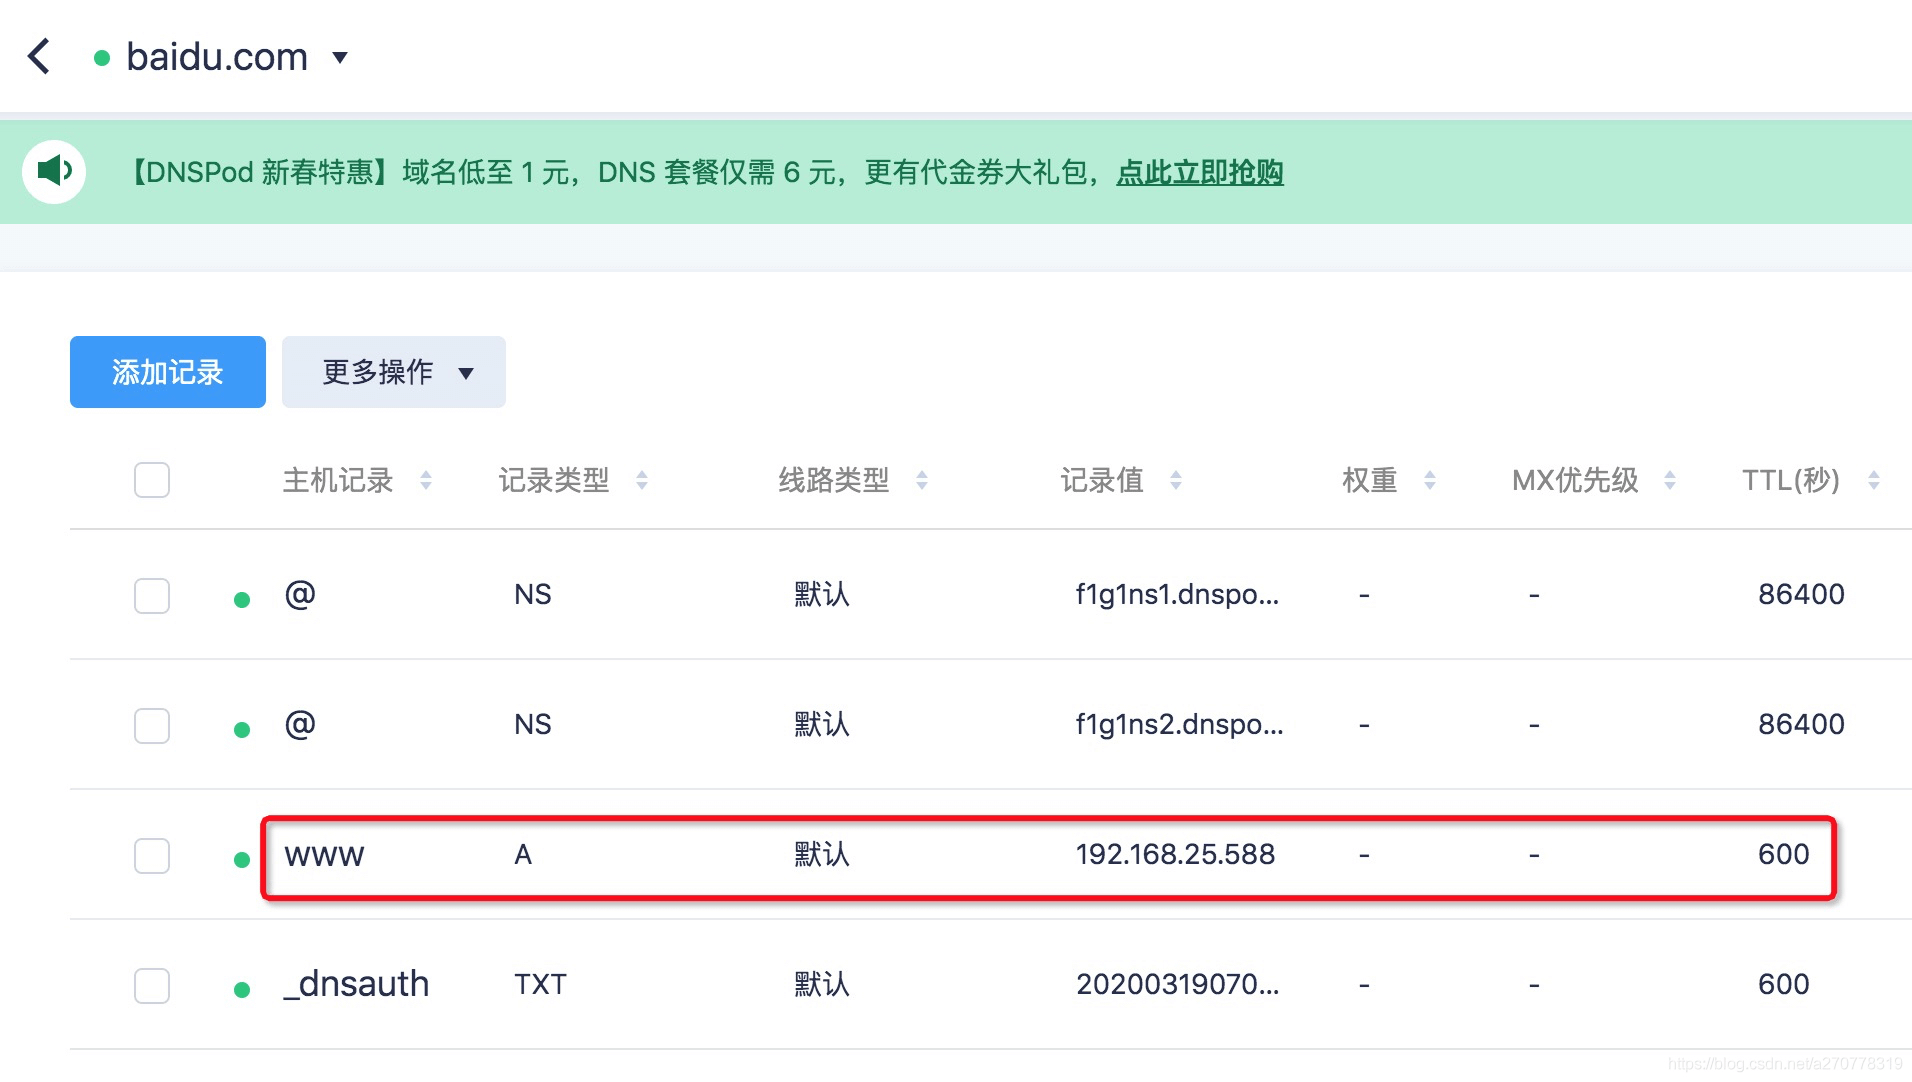 baidu.com
【DNSPod 新春特惠】域名低至 1 元，DNS 套餐仅需 6 元，更有代金券大礼包，点此立即抢购
添加记录 更多操作
主机记录 记录类型 线路类型 记录值 权重 MX优先级 TTL(秒)
@ NS 默认 f1g1ns1.dnspo... - - 86400
@ NS 默认 f1g1ns2.dnspo... - - 86400
www A 默认 192.168.25.588 - - 600
_dnsauth TXT 默认 20200319070... - - 600
https://blog.csdn.net/a270778319